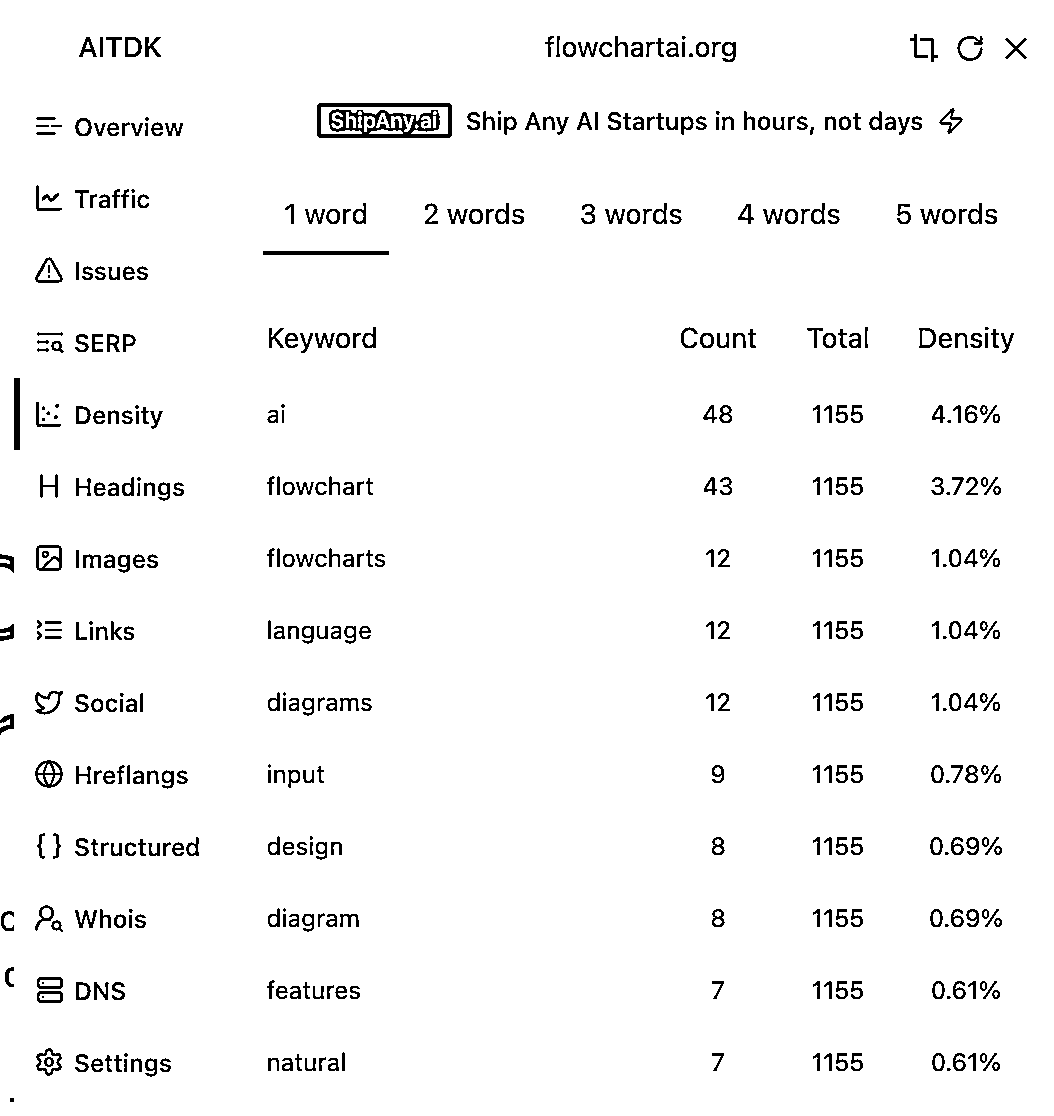 AITDK
flowchartai.org
ShipAny.ai Ship Any AI Startups in hours, not days
Overview
Traffic
Issues
SERP
Density
Headings
Images
Links
Social
Hreflangs
Structured
Whois
DNS
Settings
1 word 2 words 3 words 4 words 5 words
Keyword Count Total Density
ai 48 1155 4.16%
flowchart 43 1155 3.72%
flowcharts 12 1155 1.04%
language 12 1155 1.04%
diagrams 12 1155 1.04%
input 9 1155 0.78%
design 8 1155 0.69%
diagram 8 1155 0.69%
features 7 1155 0.61%
natural 7 1155 0.61%